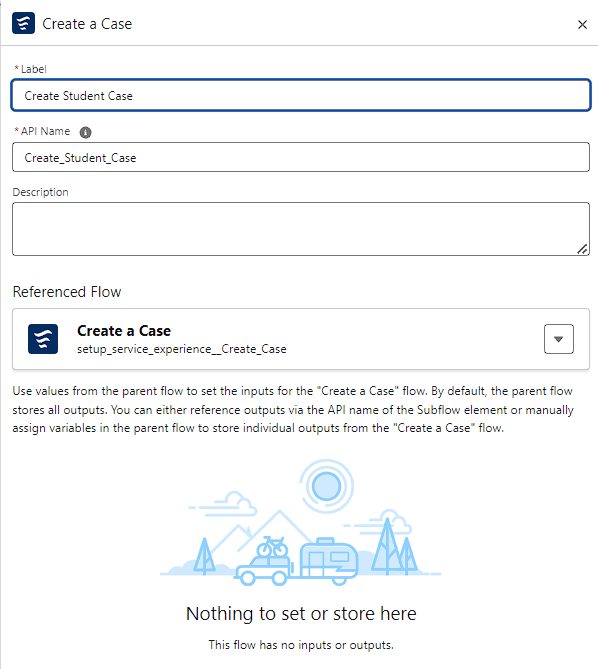 Create a Case
* Label
Create Student Case
* API Name
Create_Student_Case
Description
Referenced Flow
Create a Case
setup_service_experience__Create_Case
Use values from the parent flow to set the inputs for the "Create a Case" flow. By default, the parent flow
stores all outputs. You can either reference outputs via the API name of the Subflow element or manually
assign variables in the parent flow to store individual outputs from the "Create a Case" flow.
Nothing to set or store here
This flow has no inputs or outputs.